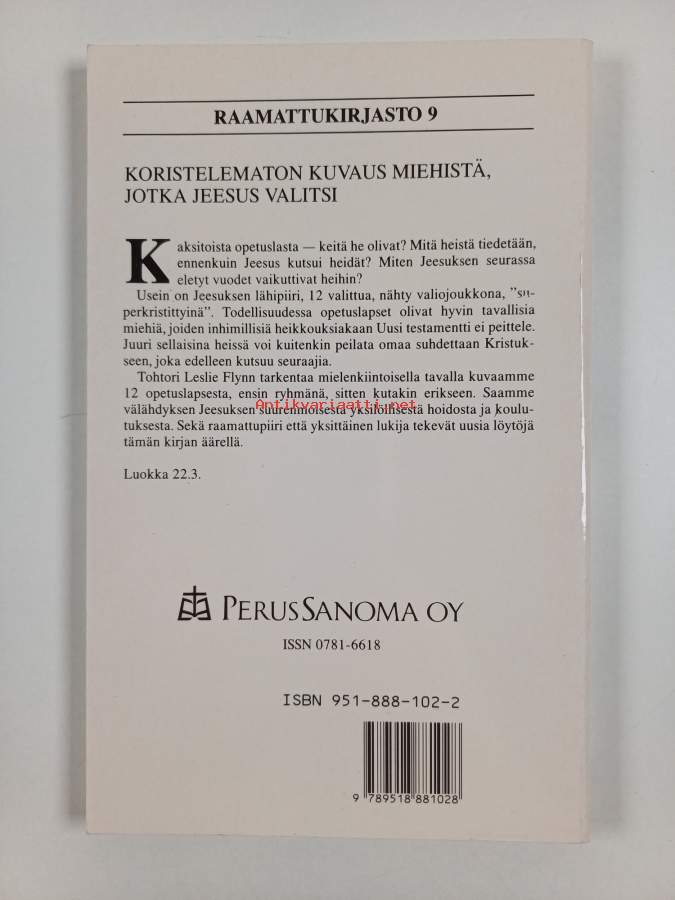 RAAMATTUKIRJASTO 9
KORISTELEMATON KUVAUS MIEHISTÄ,
JOTKA JEESUS VALITSI
Kaksitoista opetuslasta — keitä he olivat? Mitä heistä tiedetään,
ennenkuin Jeesus kutsui heidät? Miten Jeesuksen seurassa
eletyt vuodet vaikuttivat heihin?
Usein on Jeesuksen lähipiiri, 12 valittua, nähty valiojoukkona, ”su-
perkristittyinä”. Todellisuudessa opetuslapset olivat hyvin tavallisia
miehiä, joiden inhimillisiä heikkouksiakaan Uusi testamentti ei peittele.
Juuri sellaisina heissä voi kuitenkin peilata omaa suhdettaan Kristuk-
seen, joka edelleen kutsuu seuraajia.
Tohtori Leslie Flynn tarkentaa mielenkiintoisella tavalla kuvaamme
12 opetuslapsesta, ensin ryhmänä, sitten kutakin erikseen. Saamme
välähdyksen Jeesuksen suurenmoisesta yksilöllisestä hoidosta ja koulu-
tuksesta. Sekä raamattupiiri että yksittäinen lukija tekevät uusia löytöjä
tämän kirjan äärellä.
Antikvariaatti.net
Luokka 22.3.
PERUSSANOMA OY
ISSN 0781-6618
ISBN 951-888-102-2
9 789518 881028